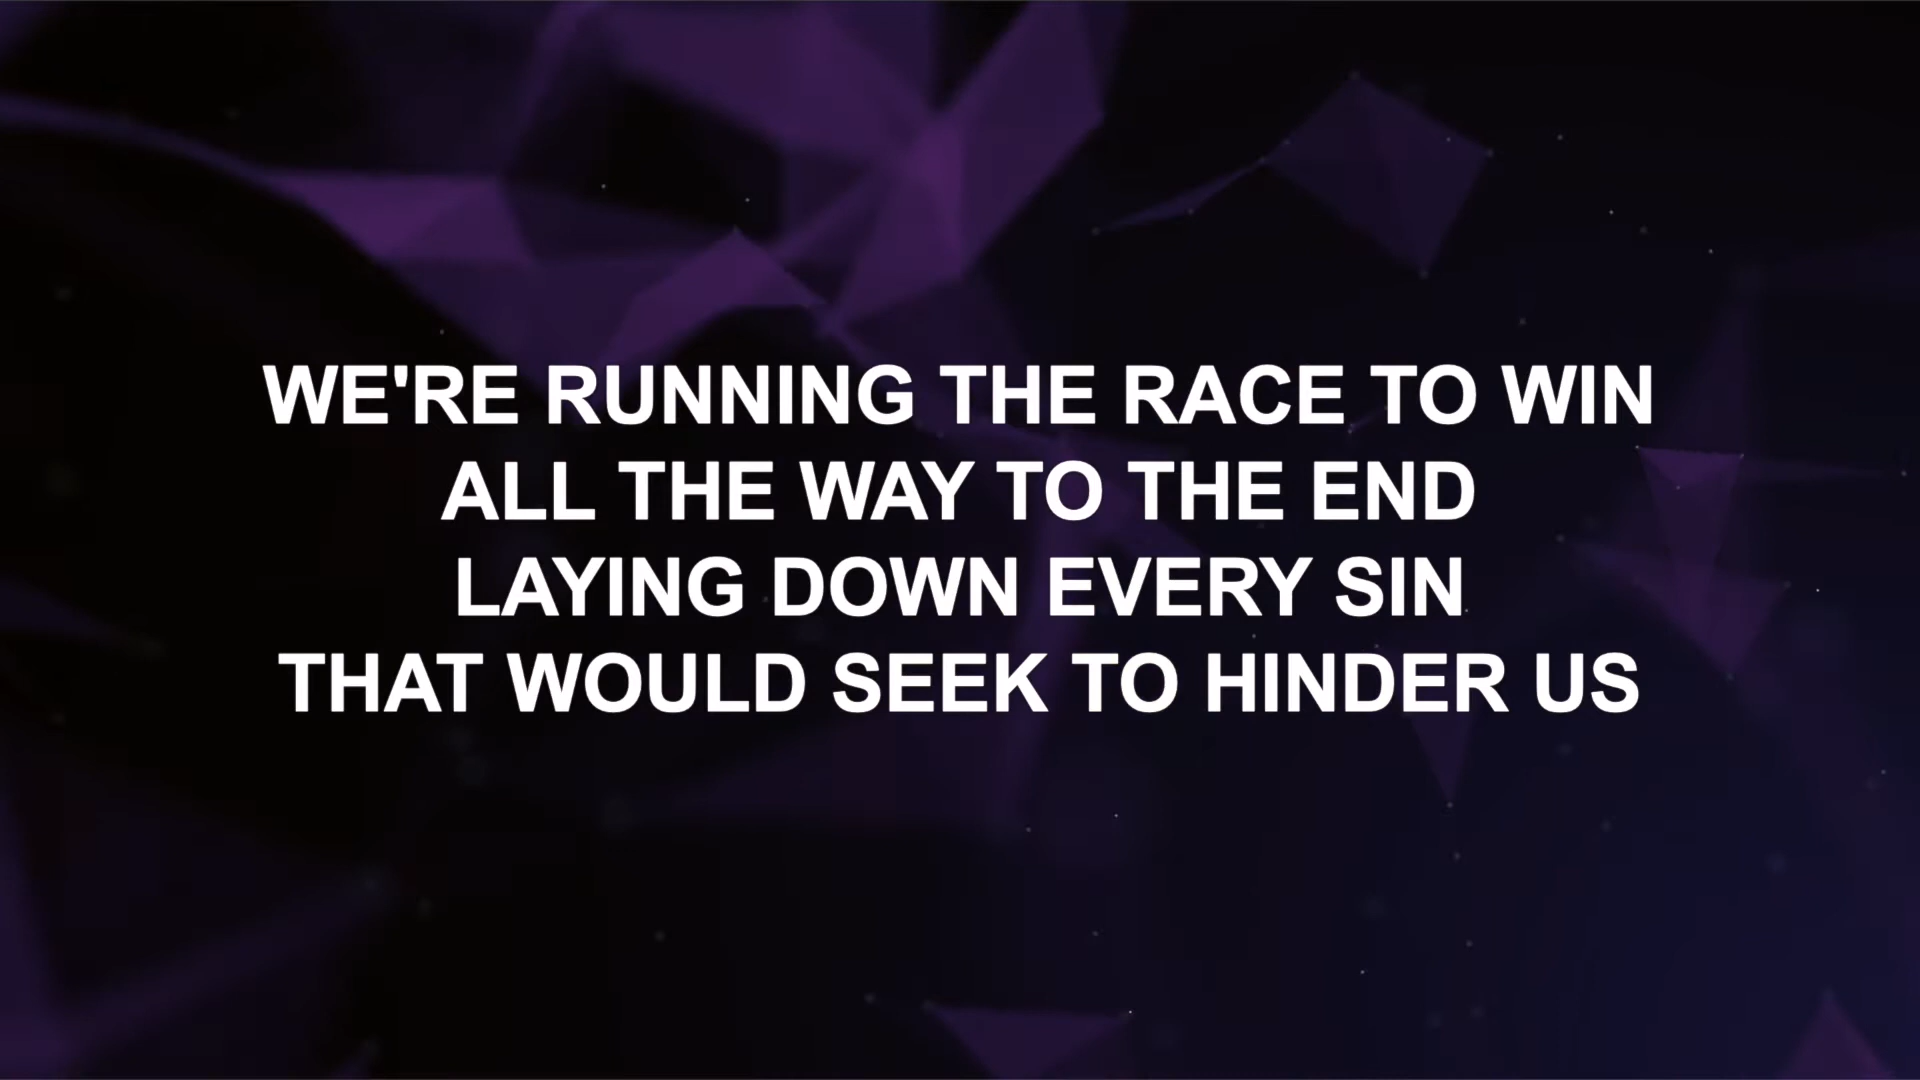 WE'RE RUNNING THE RACE TO WIN
ALL THE WAY TO THE END
LAYING DOWN EVERY SIN
THAT WOULD SEEK TO HINDER US